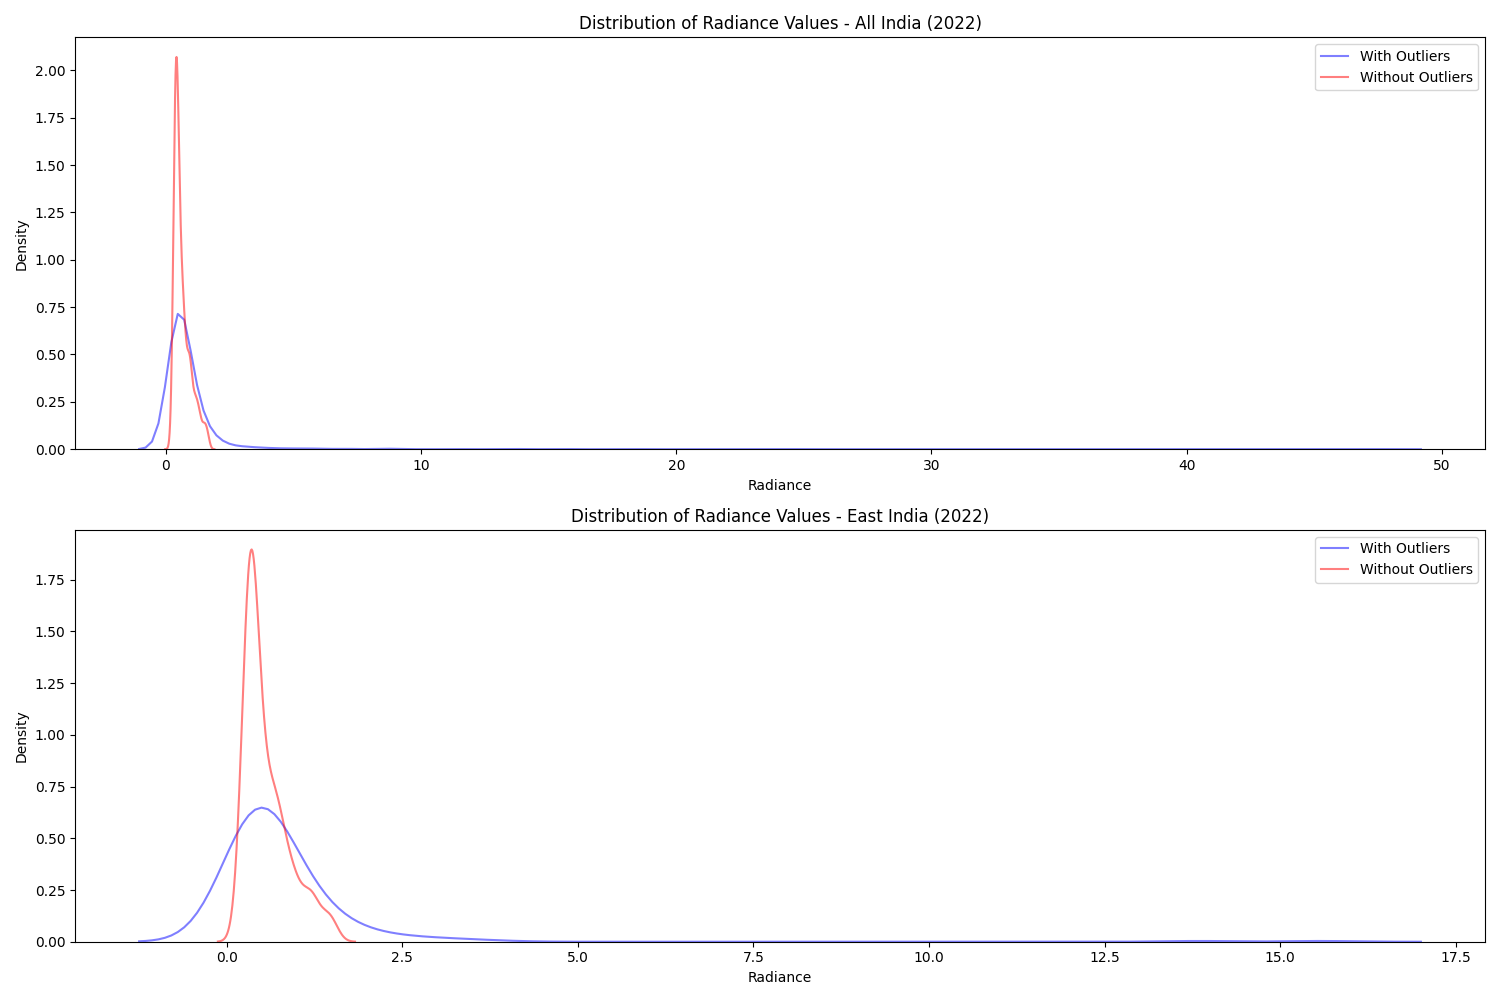 Distribution of Radiance Values - All India (2022)
With Outliers
Without Outliers
2.00
1.75
1.50
1.25
1.00
0.75
0.50
0.25
0.00
Density
0 10 20 30 40 50
Radiance
Distribution of Radiance Values - East India (2022)
With Outliers
Without Outliers
1.75
1.50
1.25
1.00
0.75
0.50
0.25
0.00
Density
0.0 2.5 5.0 7.5 10.0 12.5 15.0 17.5
Radiance